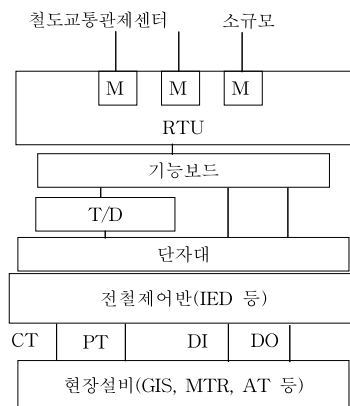 철도교통관제센터 소규모
M M M
RTU
기능보드
T/D
단자대
전철제어반(IED 등)
CT PT DI DO
현장설비(GIS, MTR, AT 등)